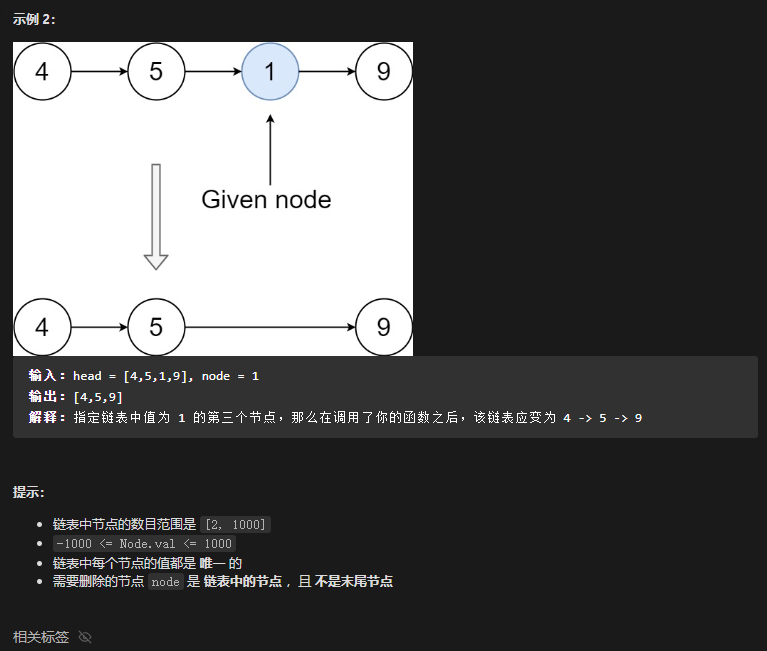 示例 2：
4 5 1 9
Given node
4 5 9
输入：head = [4,5,1,9], node = 1
输出：[4,5,9]
解释：指定链表中值为 1 的第三个节点，那么在调用了你的函数之后，该链表应变为 4 -> 5 -> 9
提示：
• 链表中节点的数目范围是 [2, 1000]
• -1000 <= Node.val <= 1000
• 链表中每个节点的值都是 唯一 的
• 需要删除的节点 node 是 链表中的节点 ，且 不是末尾节点
相关标签